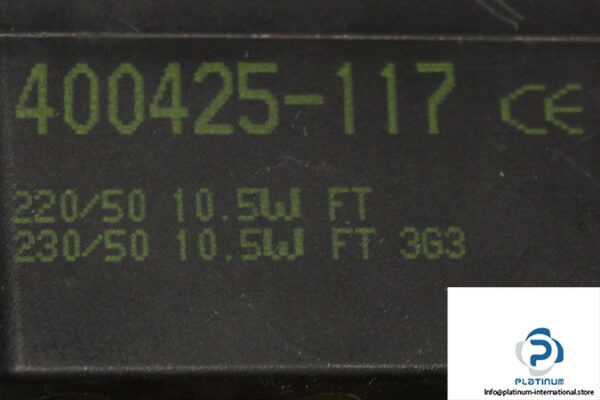 400425-117 CE
220/50 10.5W FT
230/50 10.5W FT 3G3
PLATINUM
Info@platinum-international.store